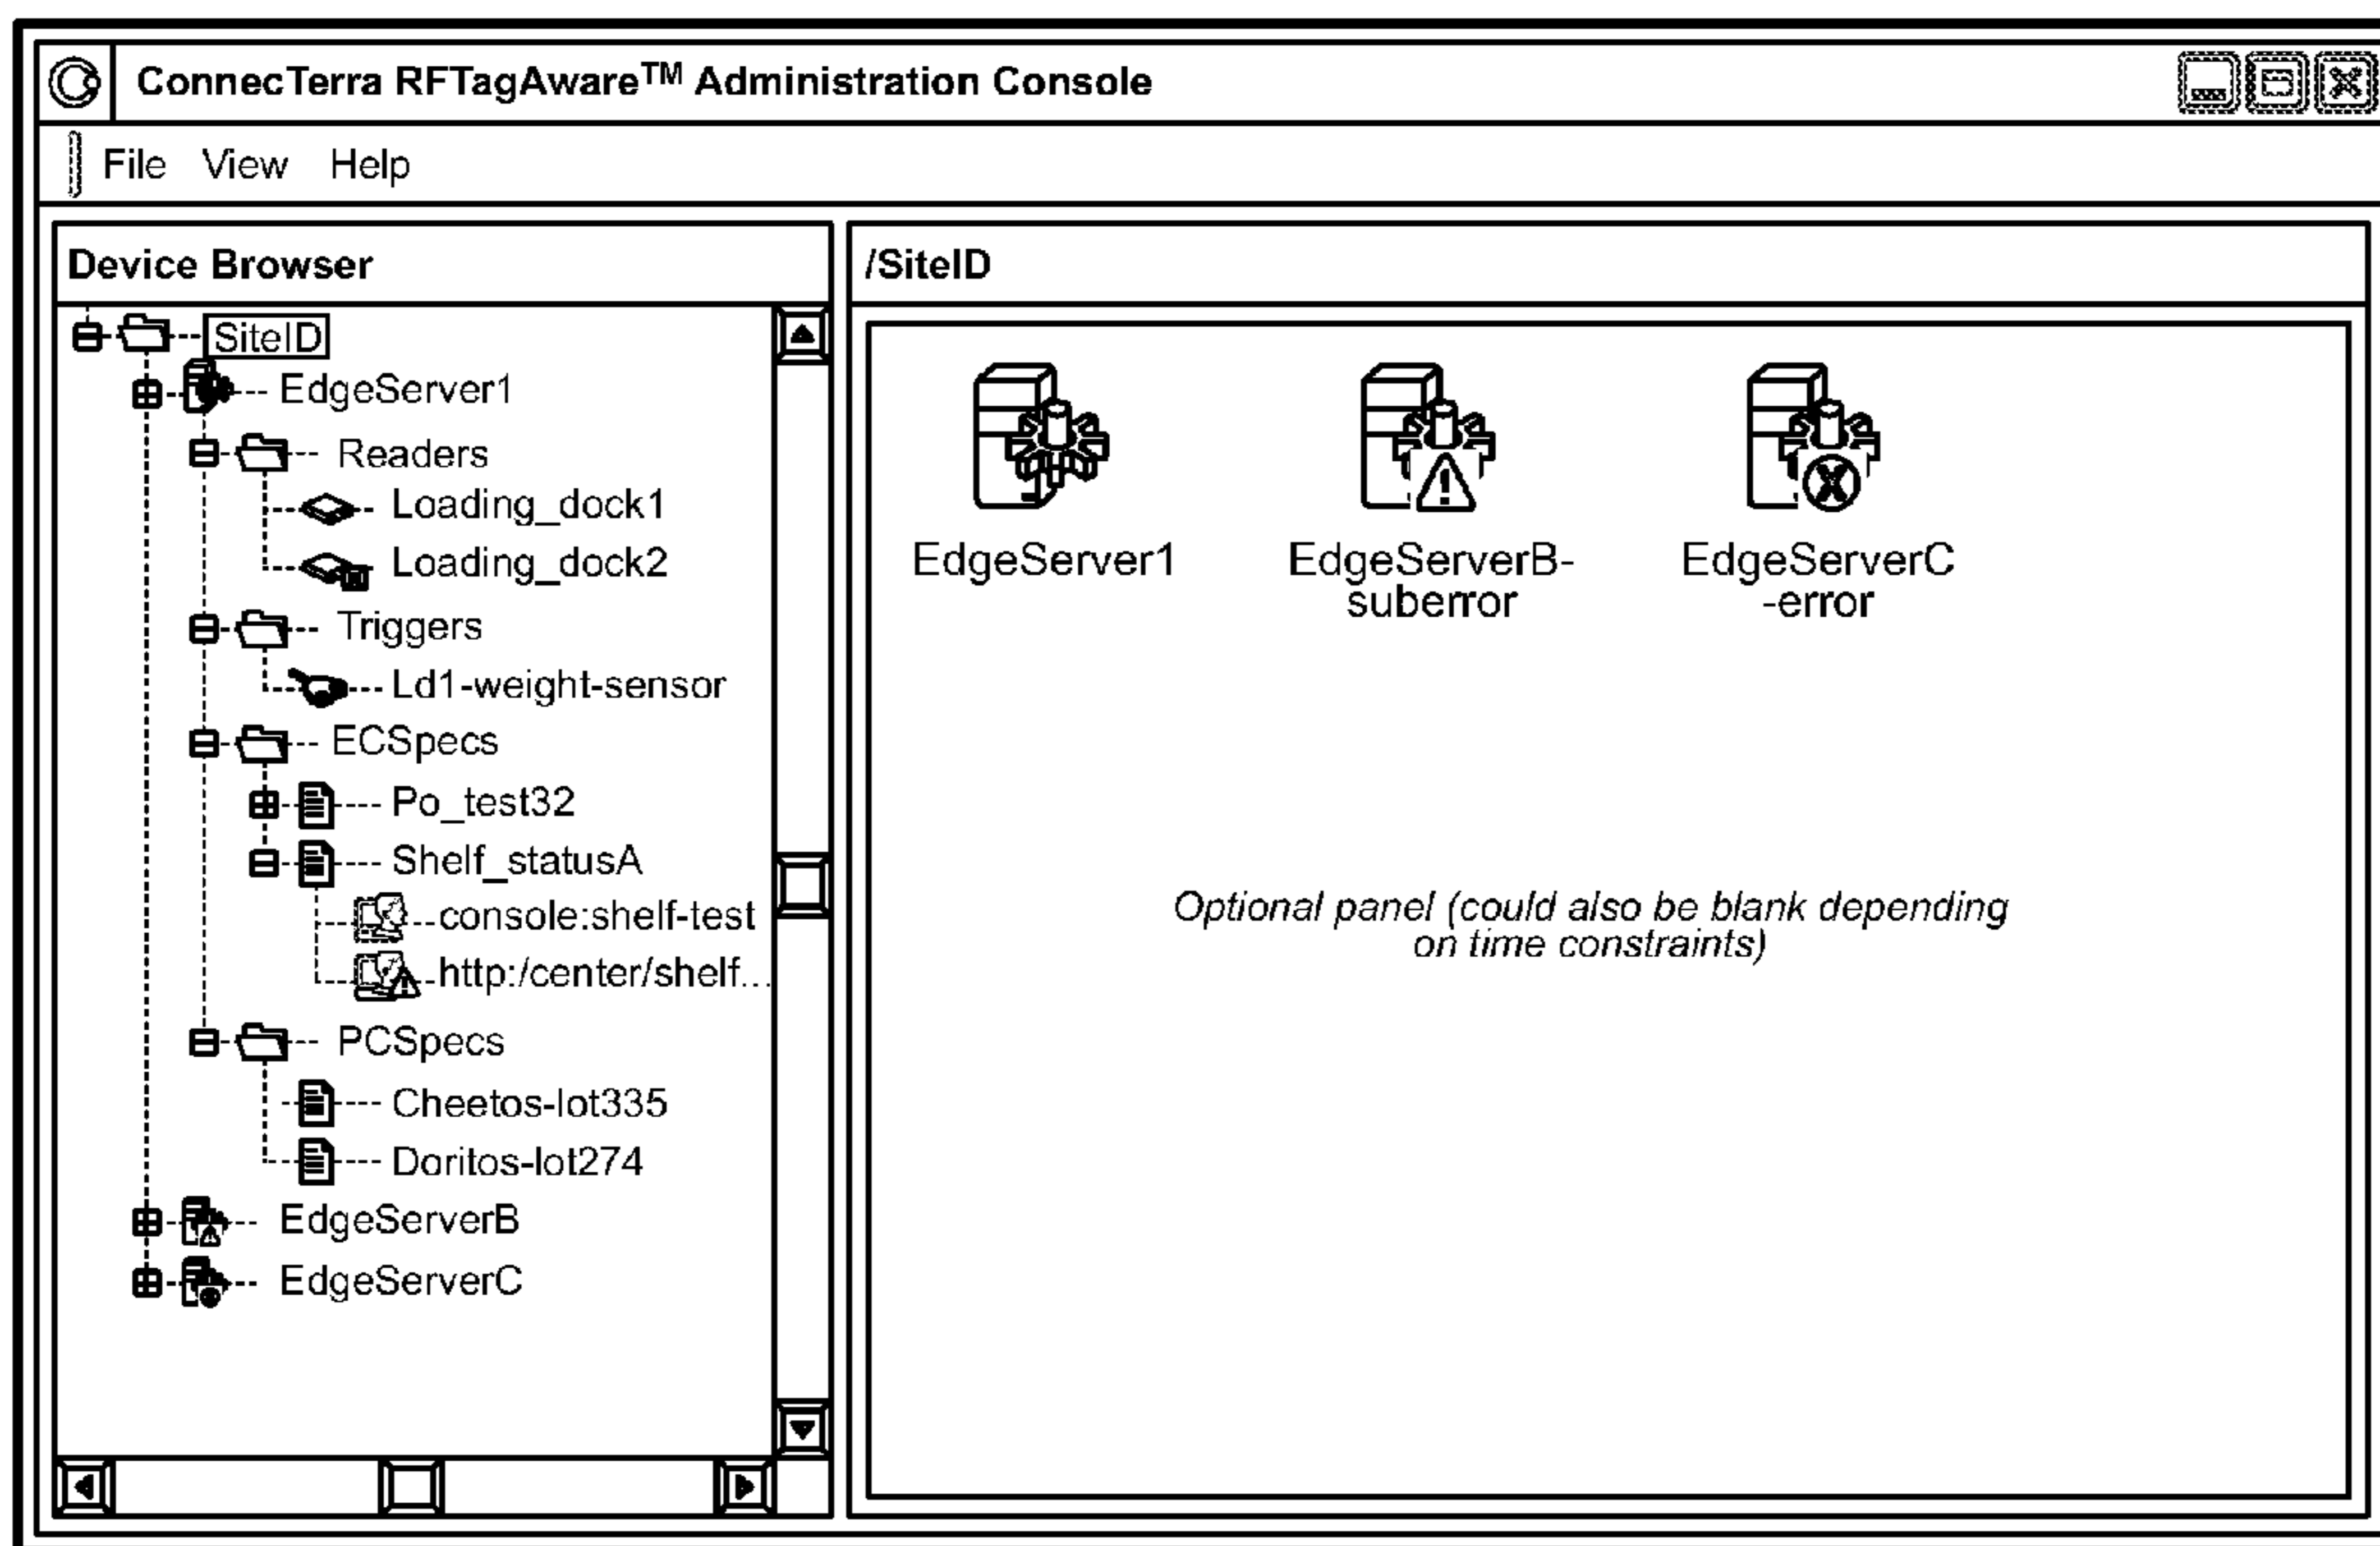 ConnecTerra RFTagAware™ Administration Console
File View Help
Device Browser
SiteID
EdgeServer1
Readers
Loading_dock1
Loading_dock2
Triggers
Ld1-weight-sensor
ECSpecs
Po_test32
Shelf_statusA
console:shelf-test
http:/center/shelf...
PCSpecs
Cheetos-lot335
Doritos-lot274
EdgeServerB
EdgeServerC
/SiteID
EdgeServer1
EdgeServerB-
suberror
EdgeServerC
-error
Optional panel (could also be blank depending
on time constraints)